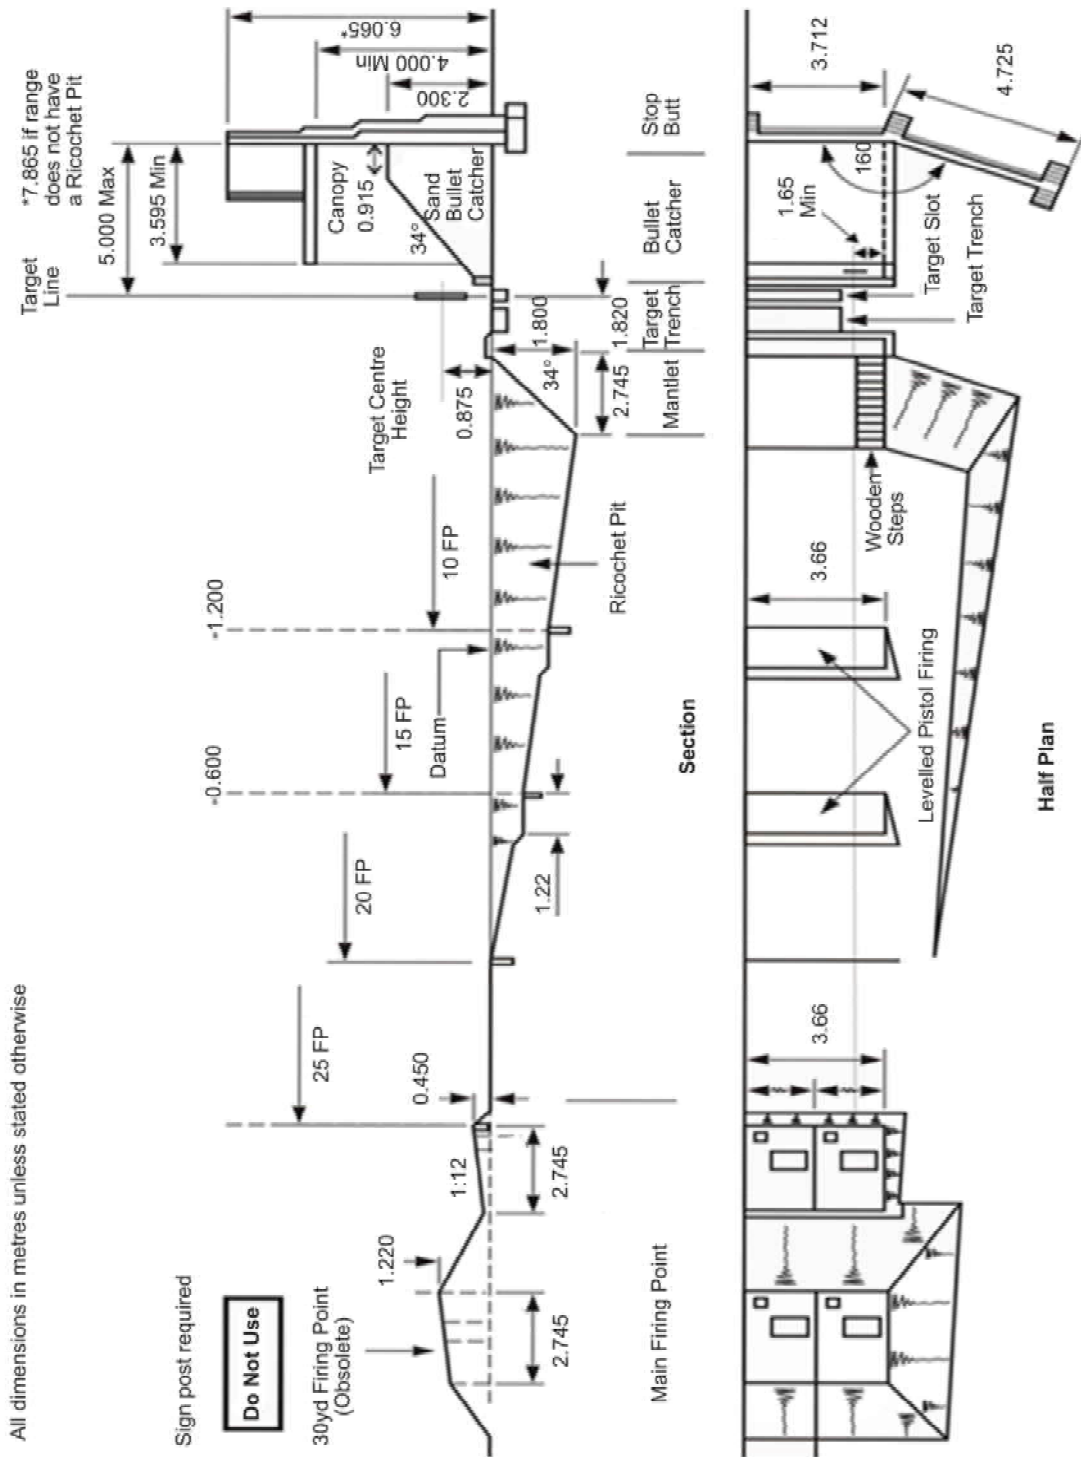 All dimensions in metres unless stated otherwise
Sign post required
Do Not Use
30yd Firing Point
(Obsolete)
1.220
2.745
1:12
2.745
0.450
25 FP
20 FP
1.22
-0.600
15 FP
Datum
-1.200
10 FP
Ricochet Pit
Target Centre
Height
0.875
34°
2.745
1.800
1.820
Target
Line
*7.865 if range
does not have
a Ricochet Pit
5.000 Max
3.595 Min
Canopy
0.915
34°
Sand
Bullet
Catcher
6.065*
4.000 Min
2.300
Main Firing Point
Section
Mantlet
Target
Trench
Bullet
Catcher
Stop
Butt
3.66
3.66
Levelled Pistol Firing
Wooden
Steps
1.65
Min
160
Target Slot
Target Trench
3.712
4.725
Half Plan